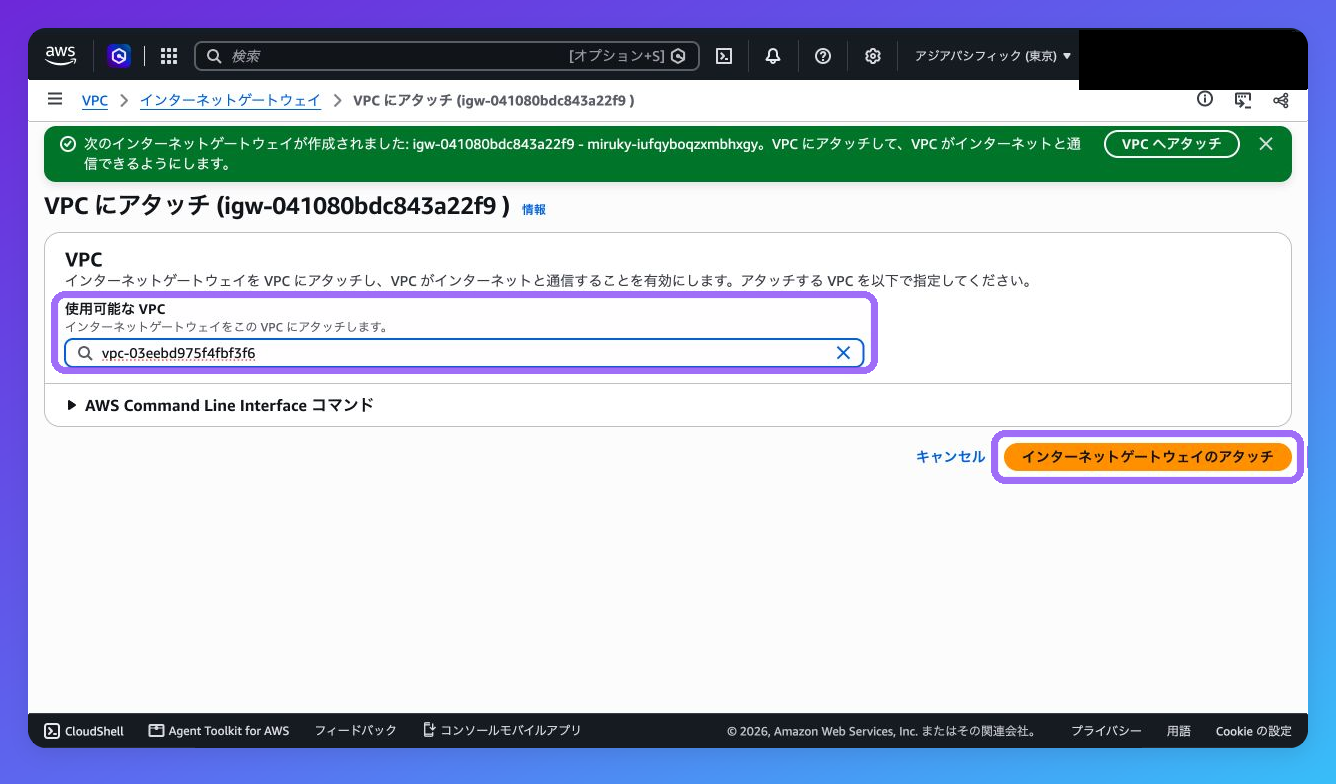 aws
検索
[オプション+S]
アジアパシフィック (東京) ▼
VPC
インターネットゲートウェイ
VPC にアタッチ (igw-041080bdc843a22f9 )
次のインターネットゲートウェイが作成されました: igw-041080bdc843a22f9 - miruky-iufqyboqzxmbhxgy。VPC にアタッチして、VPC がインターネットと通
信できるようにします。
VPC へアタッチ
VPC にアタッチ (igw-041080bdc843a22f9 )
情報
VPC
インターネットゲートウェイを VPC にアタッチし、VPC がインターネットと通信することを有効にします。アタッチする VPC を以下で指定してください。
使用可能な VPC
インターネットゲートウェイをこの VPC にアタッチします。
vpc-03eebd975f4fbf3f6
AWS Command Line Interface コマンド
キャンセル
インターネットゲートウェイのアタッチ
CloudShell
Agent Toolkit for AWS
フィードバック
コンソールモバイルアプリ
© 2026, Amazon Web Services, Inc. またはその関連会社。
プライバシー
用語
Cookie の設定